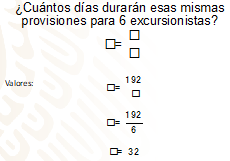 ¿Cuántos días durarán esas mismas
provisiones para 6 excursionistas?
□= □/□
Valores:
□= 192/□
□= 192/6
□= 32